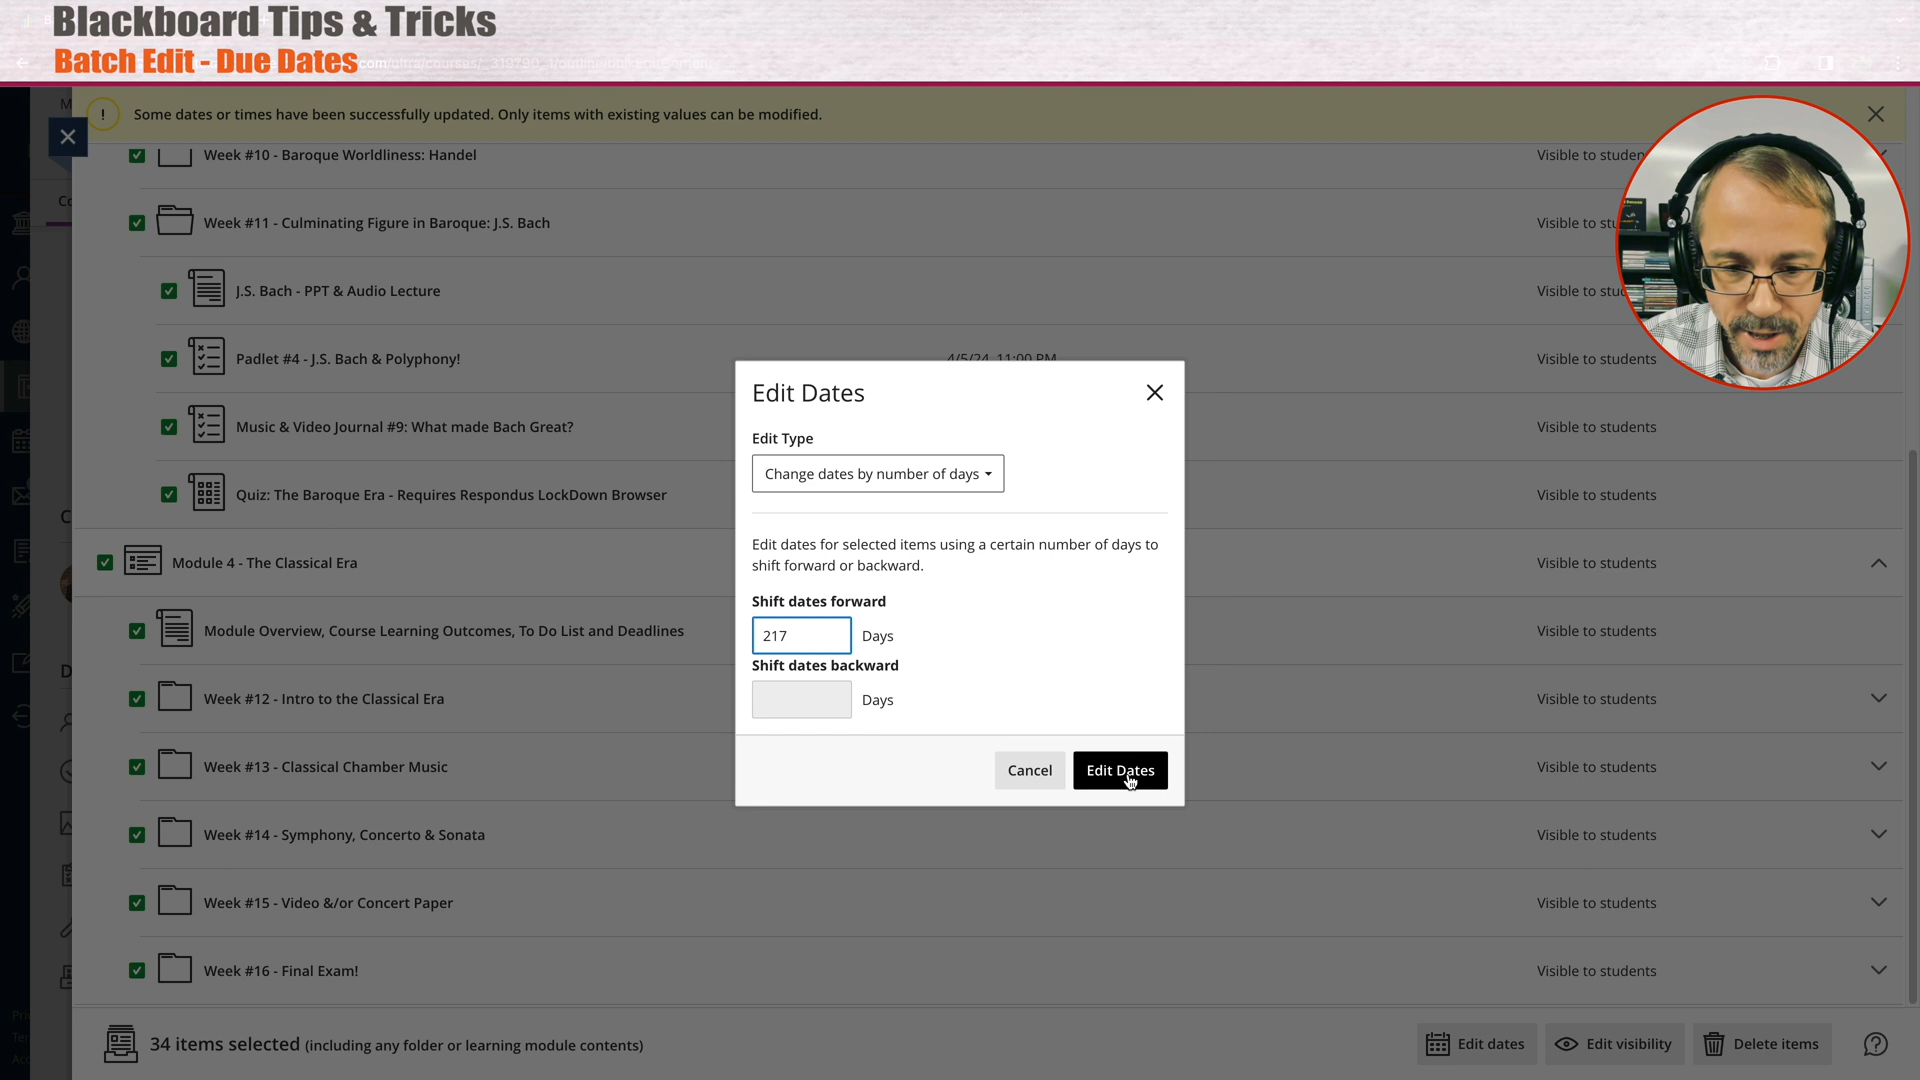 Blackboard Tips & Tricks
Batch Edit - Due Dates
Some dates or times have been successfully updated. Only items with existing values can be modified.
Week #10 - Baroque Worldliness: Handel
Week #11 - Culminating Figure in Baroque: J.S. Bach
J.S. Bach - PPT & Audio Lecture
Padlet #4 - J.S. Bach & Polyphony! 4/5/24, 11:00 PM Visible to students
Music & Video Journal #9: What made Bach Great? Visible to students
Quiz: The Baroque Era - Requires Respondus LockDown Browser Visible to students
Module 4 - The Classical Era Visible to students
Module Overview, Course Learning Outcomes, To Do List and Deadlines Visible to students
Week #12 - Intro to the Classical Era Visible to students
Week #13 - Classical Chamber Music Visible to students
Week #14 - Symphony, Concerto & Sonata Visible to students
Week #15 - Video &/or Concert Paper Visible to students
Week #16 - Final Exam! Visible to students
Edit Dates
Edit Type
Change dates by number of days
Edit dates for selected items using a certain number of days to
shift forward or backward.
Shift dates forward
217 Days
Shift dates backward
Days
Cancel Edit Dates
34 items selected (including any folder or learning module contents)
Edit dates Edit visibility Delete items